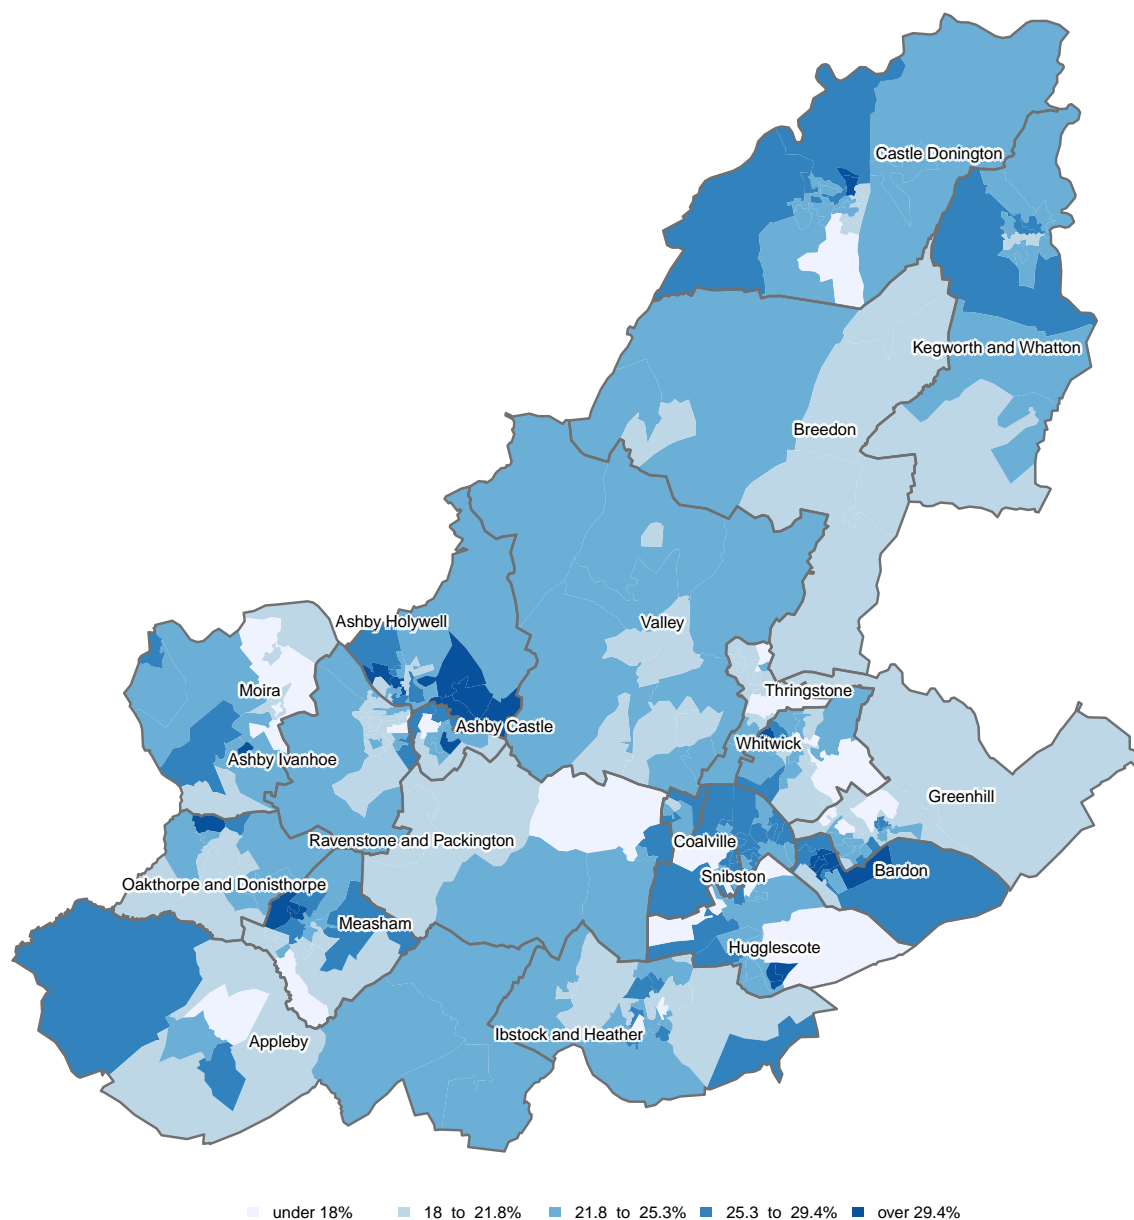 Castle Donington
Kegworth and Whatton
Breedon
Ashby Holywell
Valley
Moira
Thringstone
Ashby Castle
Whitwick
Ashby Ivanhoe
Greenhill
Ravenstone and Packington
Coalville
Bardon
Snibston
Oakthorpe and Donisthorpe
Measham
Hugglescote
Ibstock and Heather
Appleby
under 18% 18 to 21.8% 21.8 to 25.3% 25.3 to 29.4% over 29.4%